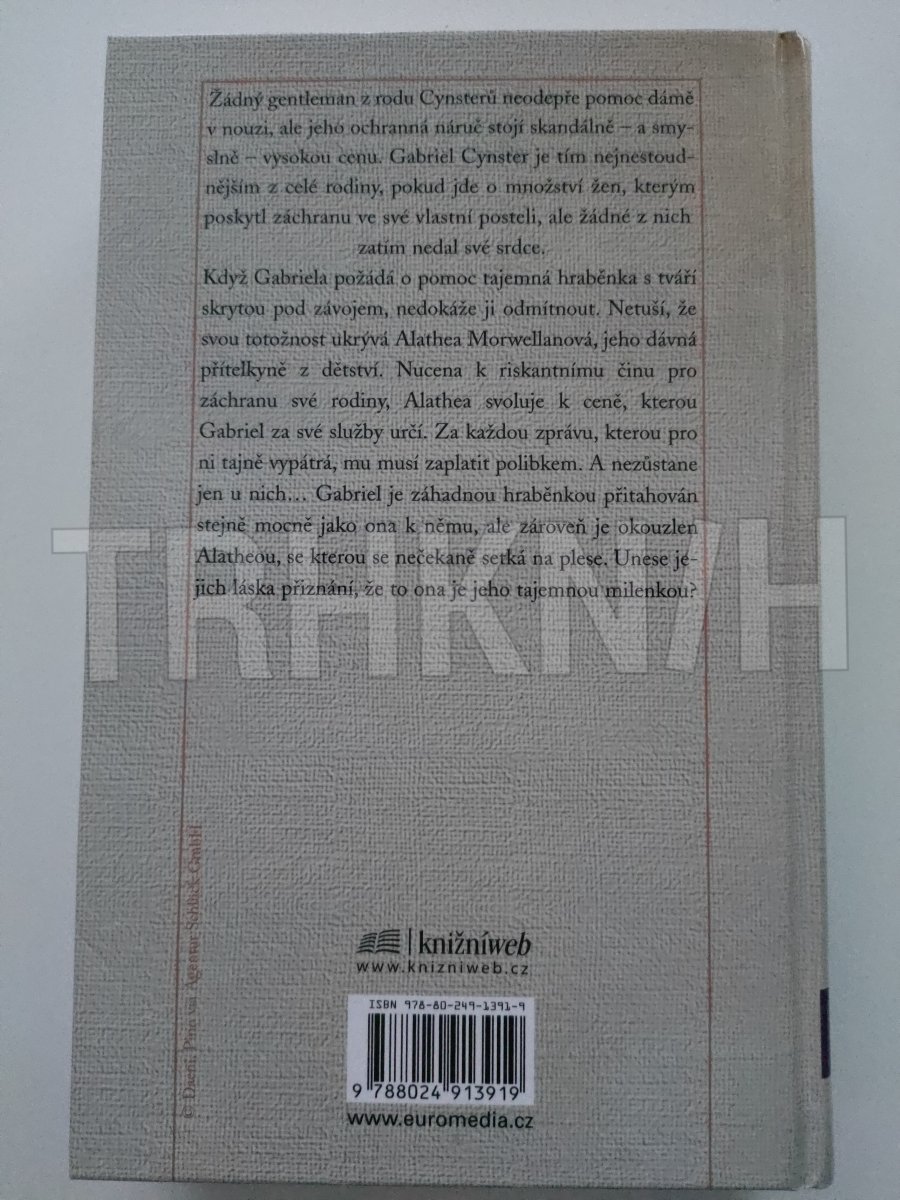 Žádný gentleman z rodu Cynsterů neodepře pomoc dámě
v nouzi, ale jeho ochranná náruč stojí skandálně – a smy-
slně – vysokou cenu. Gabriel Cynster je tím nejnestoud-
nějším z celé rodiny, pokud jde o množství žen, kterým
poskytl záchranu ve své vlastní posteli, ale žádné z nich
zatím nedal své srdce.
Když Gabriela požádá o pomoc tajemná hraběnka s tváří
skrytou pod závojem, nedokáže ji odmítnout. Netuší, že
svou totožnost ukrývá Alathea Morwellanová, jeho dávná
přítelkyně z dětství. Nucena k riskantnímu činu pro
záchranu své rodiny, Alathea svoluje k ceně, kterou
Gabriel za své služby určí. Za každou zprávu, kterou pro
ni tajně vypátrá, mu musí zaplatit polibkem. A nezůstane
jen u nich… Gabriel je záhadnou hraběnkou přitahován
stejně mocně jako ona k němu, ale zároveň je okouzlen
Alatheou, se kterou se nečekaně setká na plese. Unese je-
jich láska přiznání, že to ona je jeho tajemnou milenkou?
TRHKNIH
© Daeni, Pino via Agentur Schlück GmbH
knižníweb
www.knizniweb.cz
ISBN 978-80-249-1391-9
9 788024 913919
www.euromedia.cz